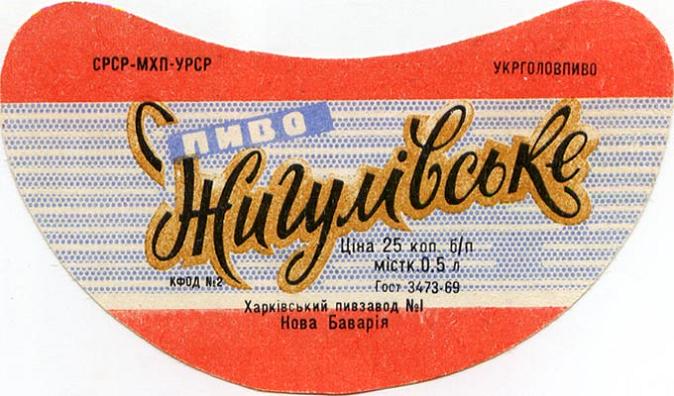 СРСР-МХП-УРСР
УКРГОЛОВПИВО
ПИВО
Жигулівське
Ціна 25 коп. б/п
містк.0,5 л
КФОД №2
Гост 3473-69
Харківський пивзавод №І
Нова Баварія